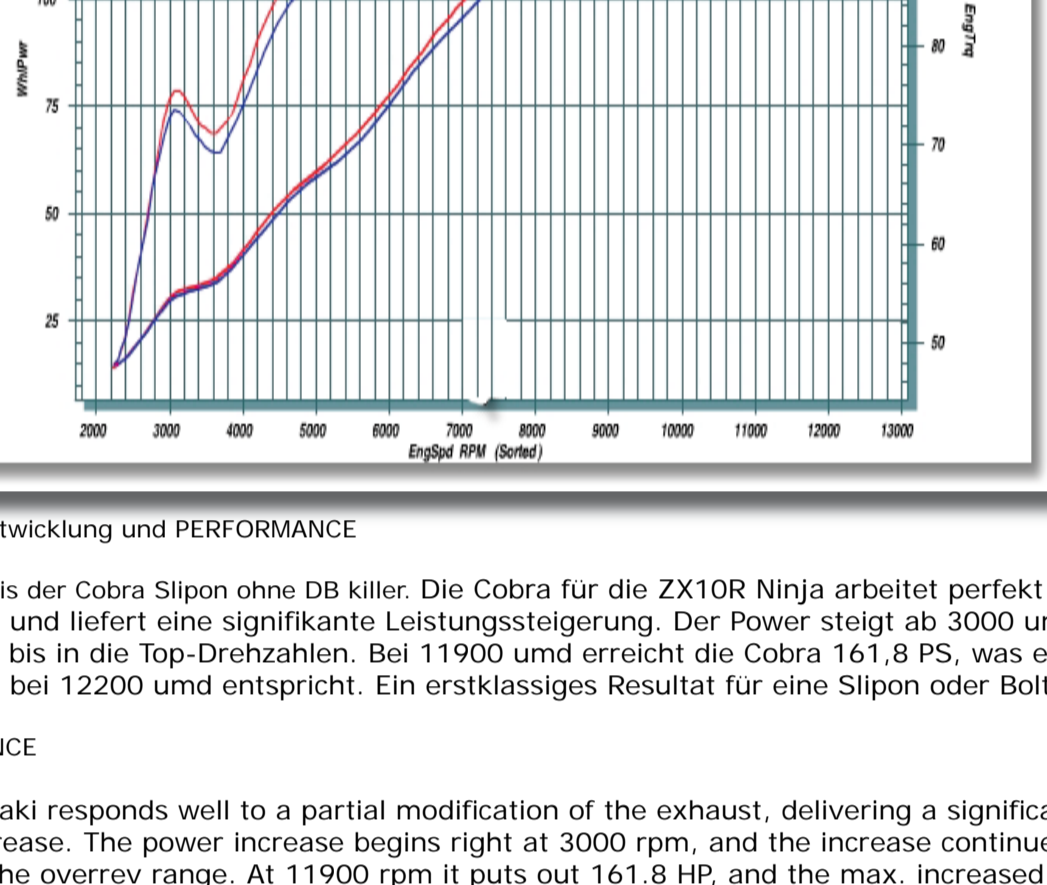 100
WhlPwr
75
50
25
EngTrq
80
70
60
50
2000 3000 4000 5000 6000 7000 8000 9000 10000 11000 12000 13000
EngSpd RPM (Sorted)
twicklung und PERFORMANCE
is der Cobra Slipon ohne DB killer. Die Cobra für die ZX10R Ninja arbeitet perfekt
und liefert eine signifikante Leistungssteigerung. Der Power steigt ab 3000 un
bis in die Top-Drehzahlen. Bei 11900 umd erreicht die Cobra 161,8 PS, was e
bei 12200 umd entspricht. Ein erstklassiges Resultat für eine Slipon oder Bolt
NCE
aki responds well to a partial modification of the exhaust, delivering a significa
rease. The power increase begins right at 3000 rpm, and the increase continue
he overrev range. At 11900 rpm it puts out 161.8 HP, and the max. increased